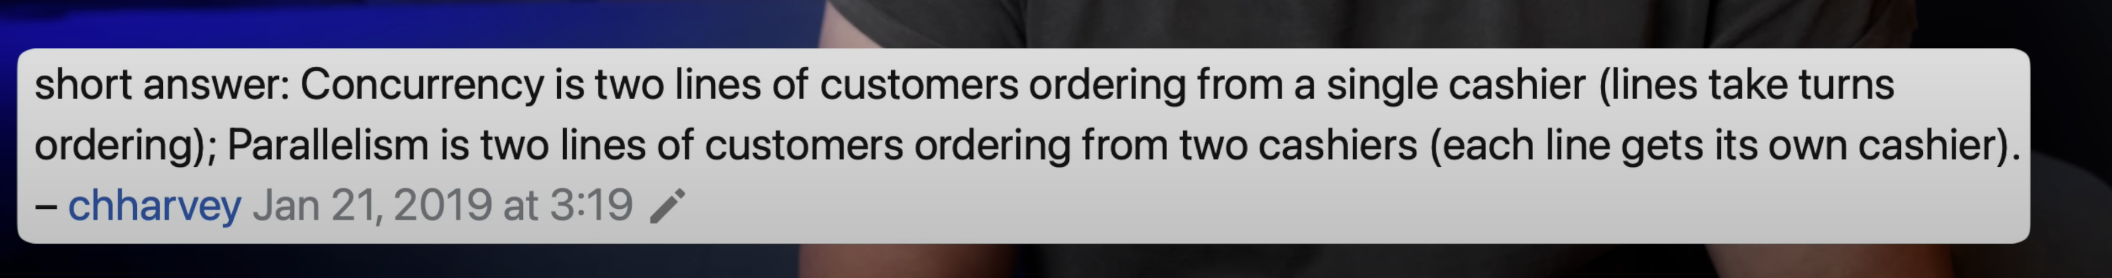 short answer: Concurrency is two lines of customers ordering from a single cashier (lines take turns
ordering); Parallelism is two lines of customers ordering from two cashiers (each line gets its own cashier).
– chharvey Jan 21, 2019 at 3:19